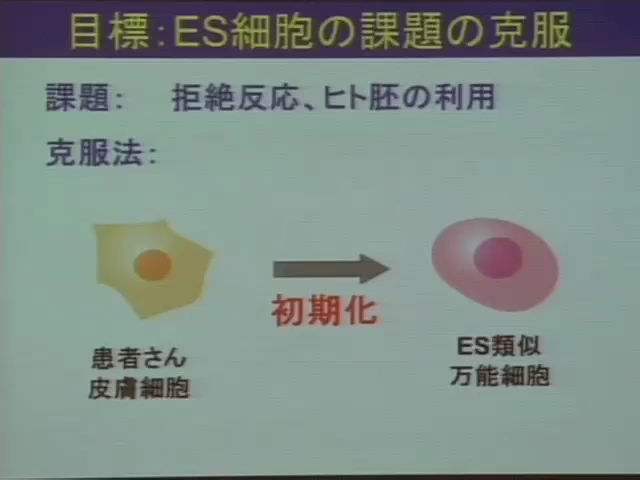 目標：ES細胞の課題の克服
課題：　拒絶反応、ヒト胚の利用
克服法：
初期化
患者さん
皮膚細胞
ES類似
万能細胞